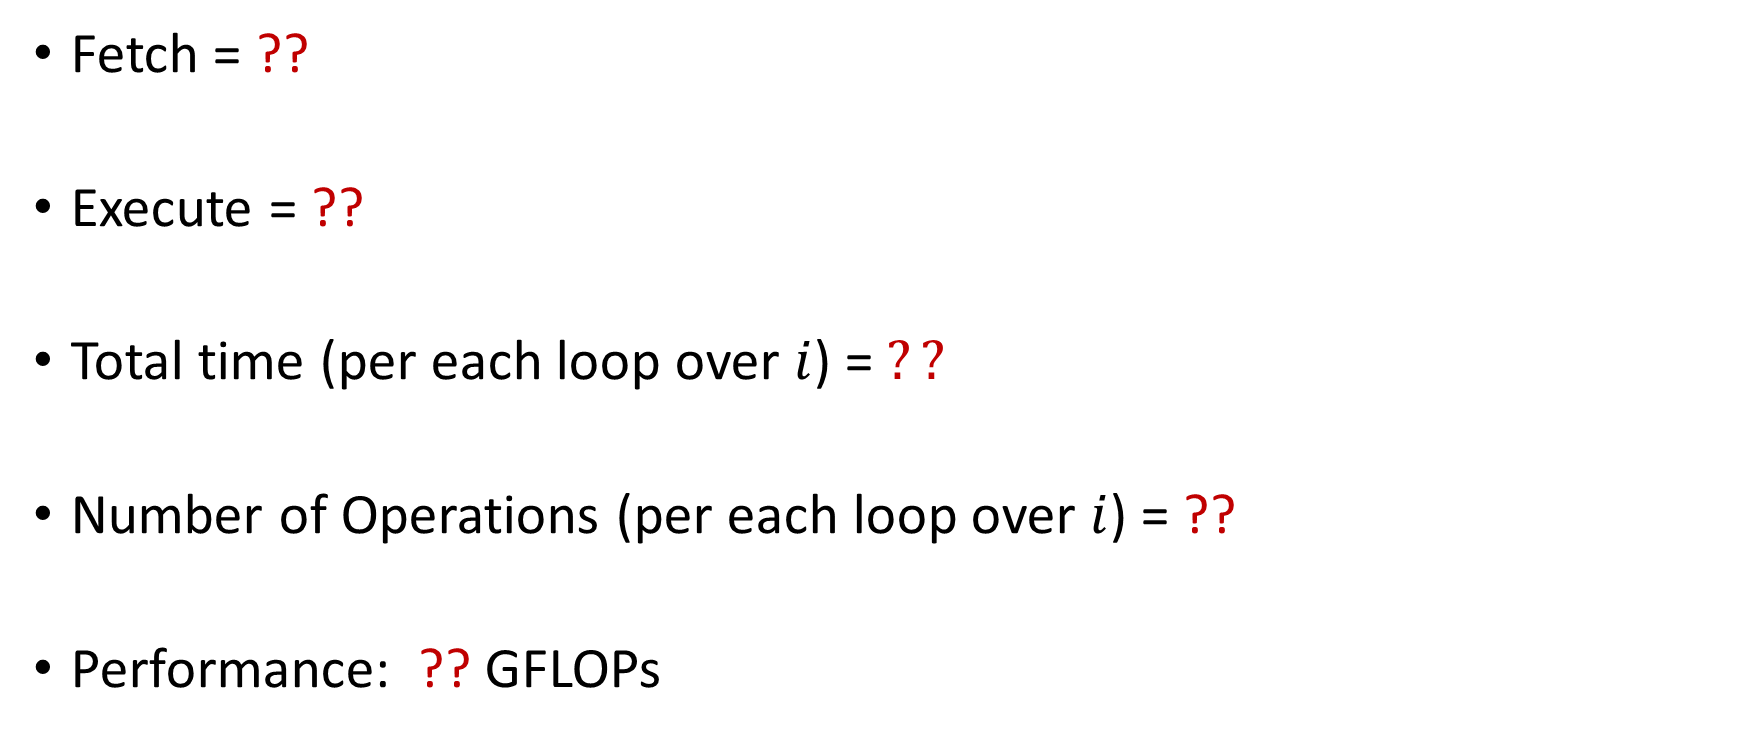 • Fetch = ??
• Execute = ??
• Total time (per each loop over i) = ??
• Number of Operations (per each loop over i) = ??
• Performance: ?? GFLOPs